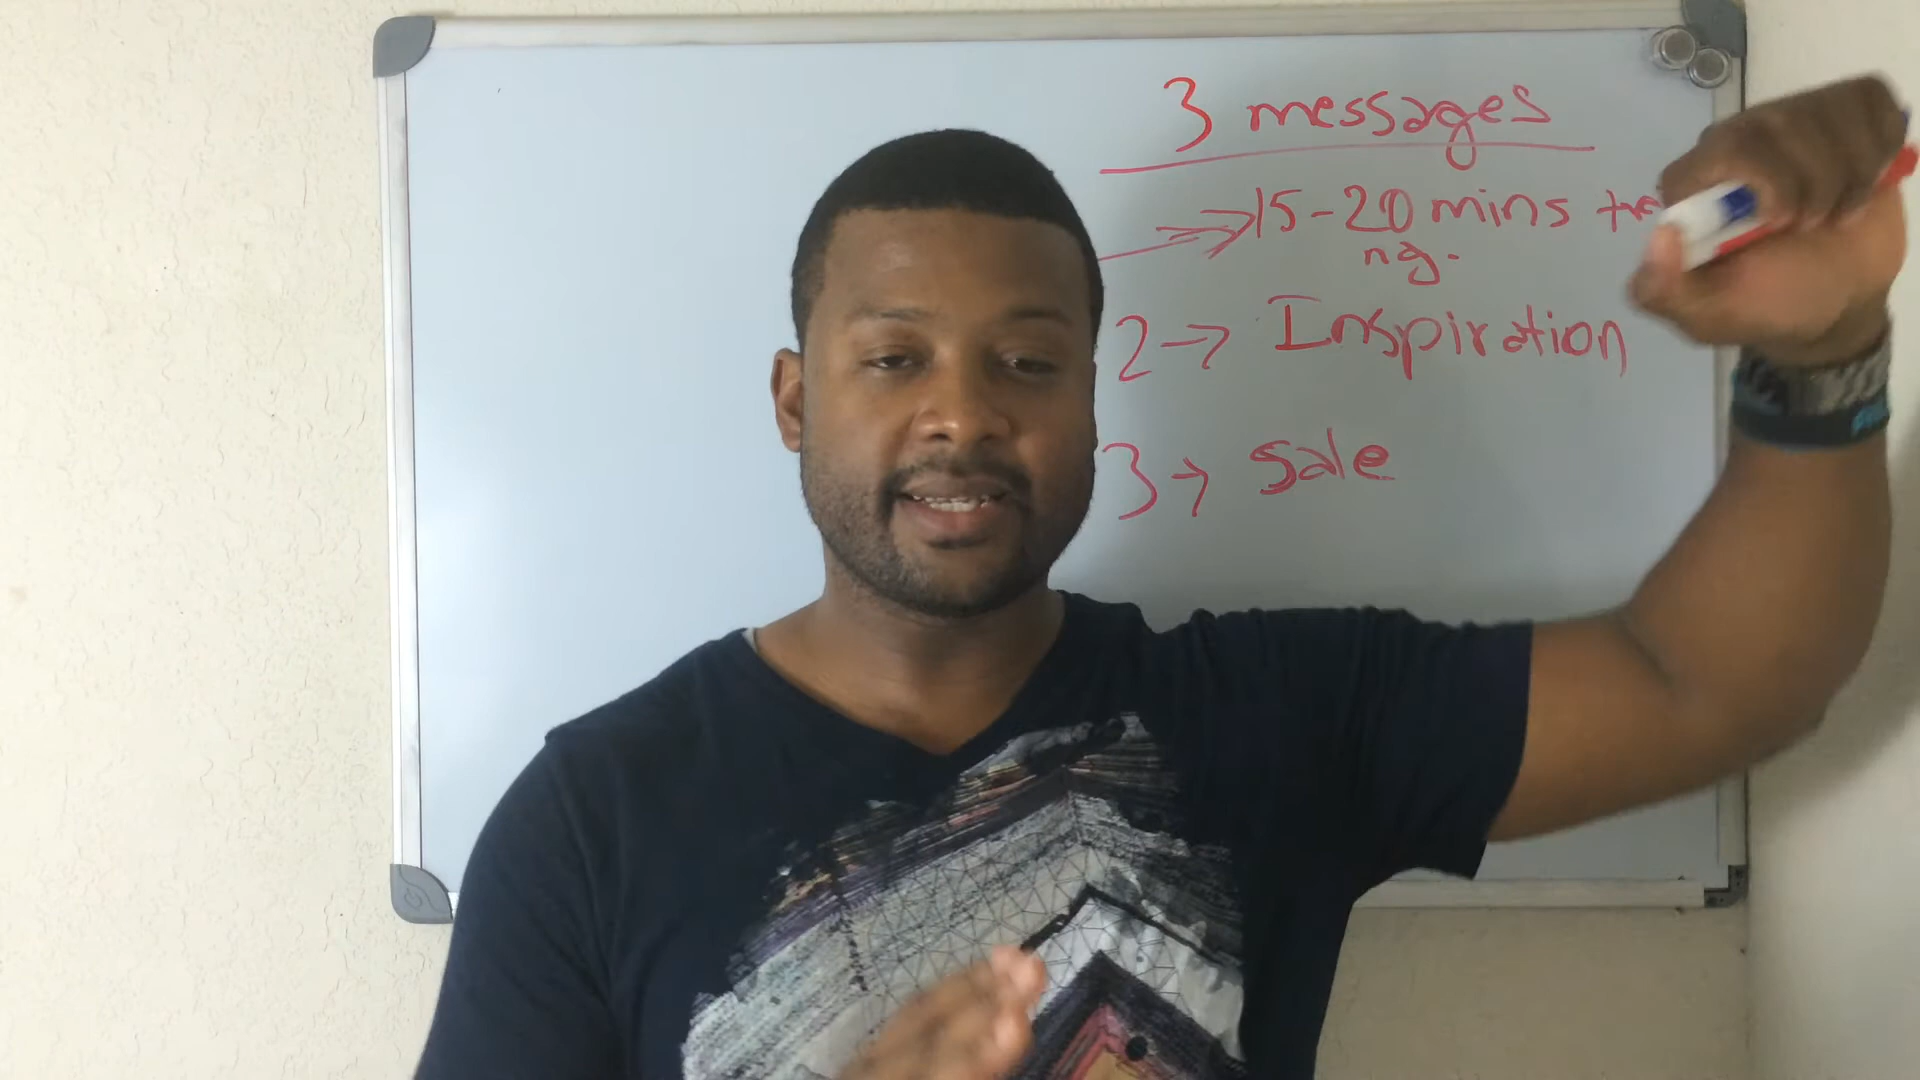 3 messages
15-20 mins
ng.
2→ Inspiration
3→ sale